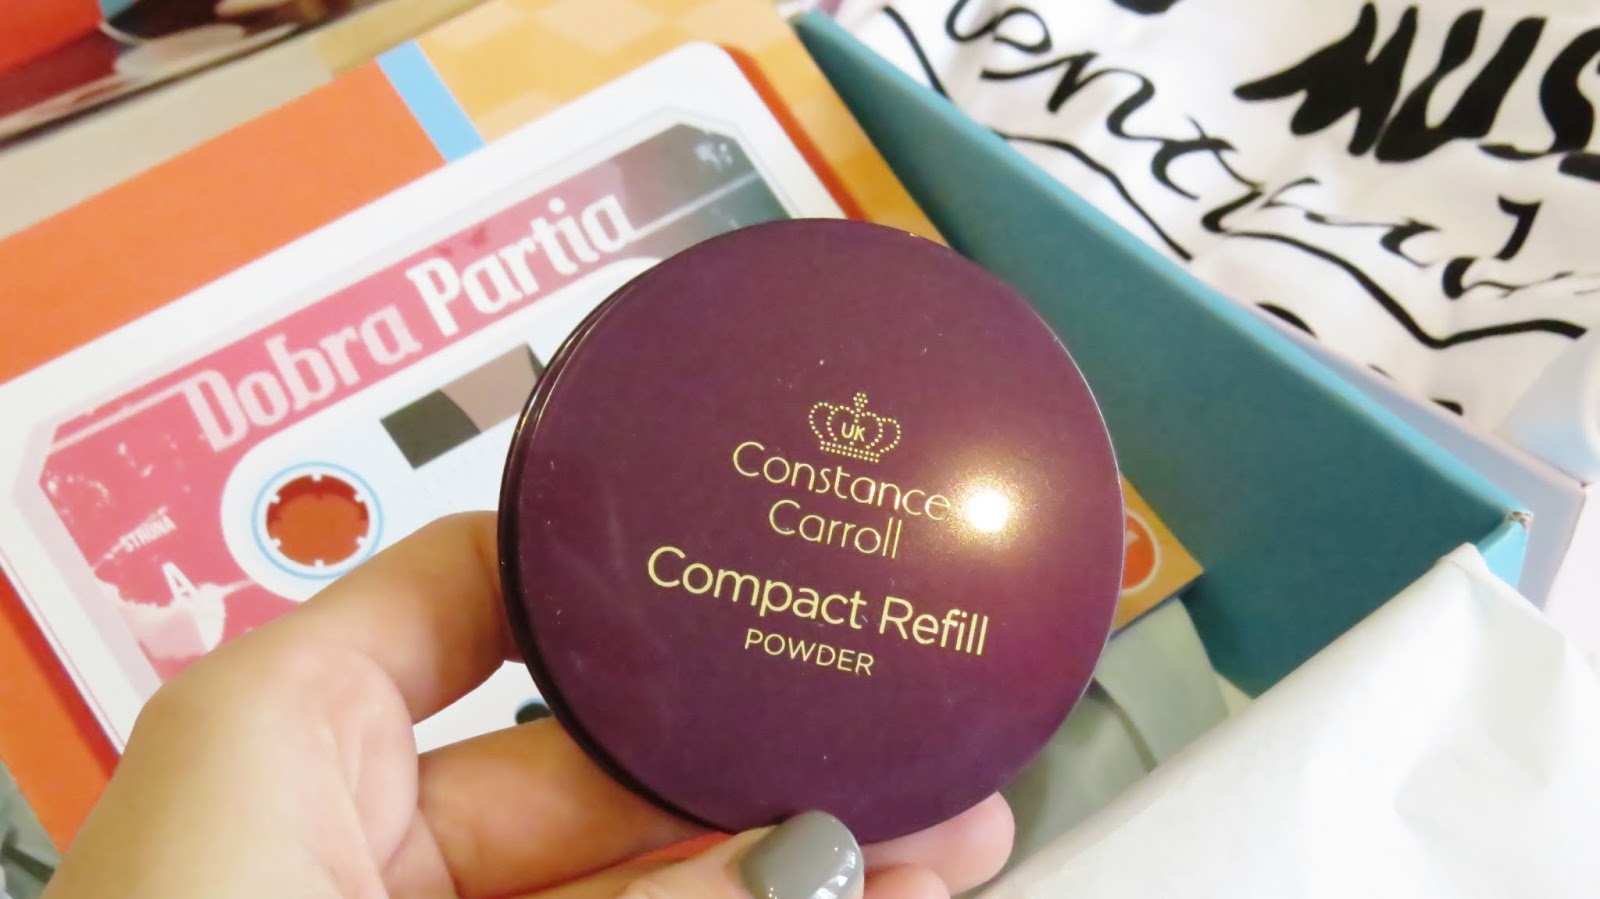 Dobra Partia
STRONA
A
UK
Constance
Carroll
Compact Refill
POWDER